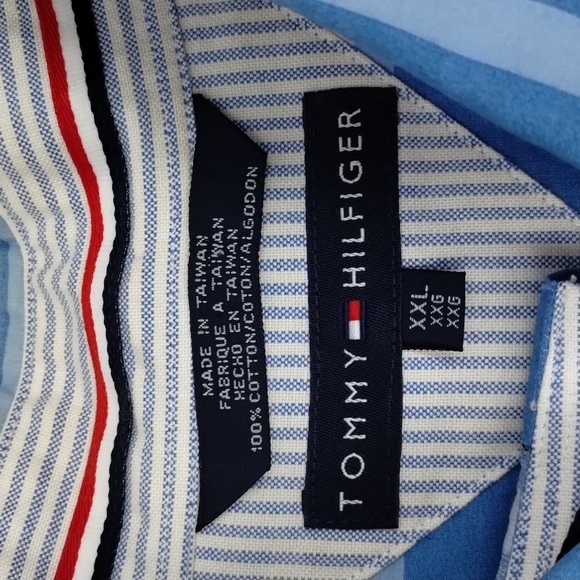 MADE IN TAIWAN
FABRIQUE A TAIWAN
HECHO EN TAIWAN
100% COTTON/COTON/ALGODON
TOMMY HILFIGER
XXL
XXG
XXG